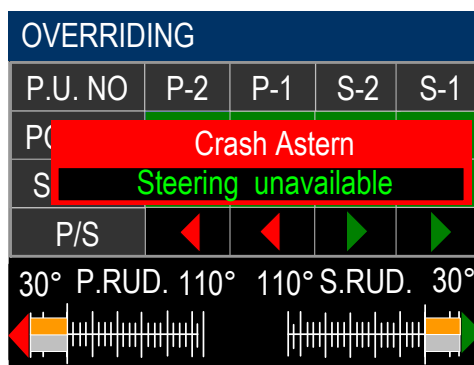 OVERRIDING
P.U. NO P-2 P-1 S-2 S-1
Crash Astern
Steering unavailable
P/S
30° P.RUD. 110° 110° S.RUD. 30°